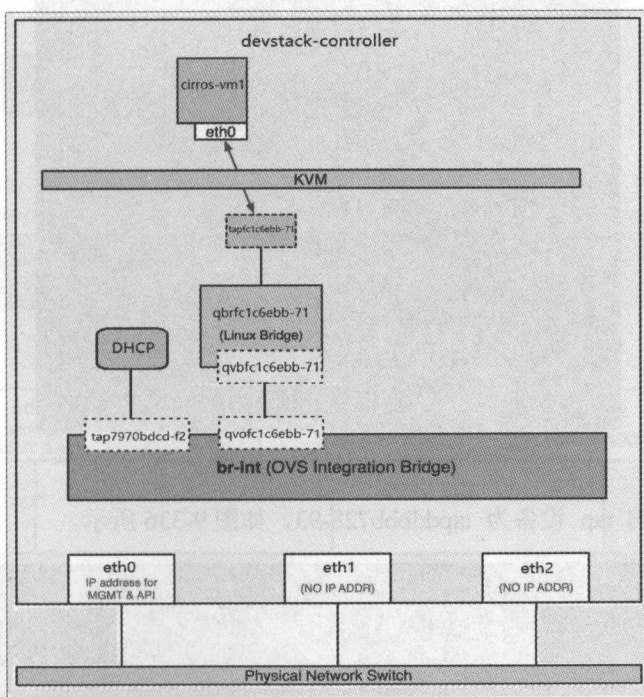 devstack-controller
cirros-vm1
eth0
KVM
tapfc1c6ebb-71
qbrfc1c6ebb-71
(Linux Bridge)
DHCP
qvbfc1c6ebb-71
tap7970bdcd-f2
qvofc1c6ebb-71
br-int (OVS Integration Bridge)
eth0
IP address for
MGMT & API
eth1
(NO IP ADDR)
eth2
(NO IP ADDR)
Physical Network Switch